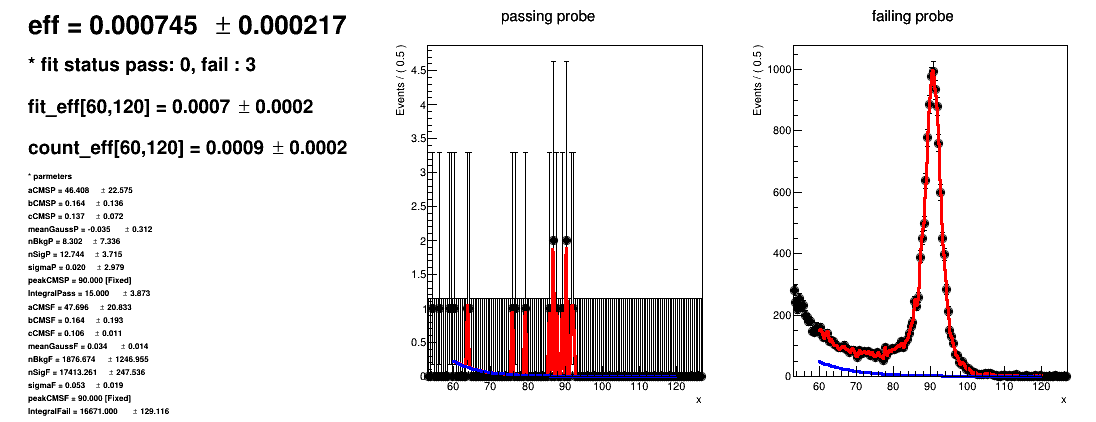 eff = 0.000745 ± 0.000217
* fit status pass: 0, fail : 3
fit_eff[60,120] = 0.0007 ± 0.0002
count_eff[60,120] = 0.0009 ± 0.0002
* parmeters
aCMSP = 46.408 ± 22.575
bCMSP = 0.164 ± 0.136
cCMSP = 0.137 ± 0.072
meanGaussP = -0.035 ± 0.312
nBkgP = 8.302 ± 7.336
nSigP = 12.744 ± 3.715
sigmaP = 0.020 ± 2.979
peakCMSP = 90.000 [Fixed]
IntegralPass = 15.000 ± 3.873
aCMSF = 47.696 ± 20.833
bCMSF = 0.164 ± 0.193
cCMSF = 0.106 ± 0.011
meanGaussF = 0.034 ± 0.014
nBkgF = 1876.674 ± 1246.955
nSigF = 17413.261 ± 247.536
sigmaF = 0.053 ± 0.019
peakCMSF = 90.000 [Fixed]
IntegralFail = 16671.000 ± 129.116
passing probe
Events / ( 0.5 )
4.5
4
3.5
3
2.5
2
1.5
1
0.5
0
60 70 80 90 100 110 120
x
failing probe
Events / ( 0.5 )
1000
800
600
400
200
0
60 70 80 90 100 110 120
x